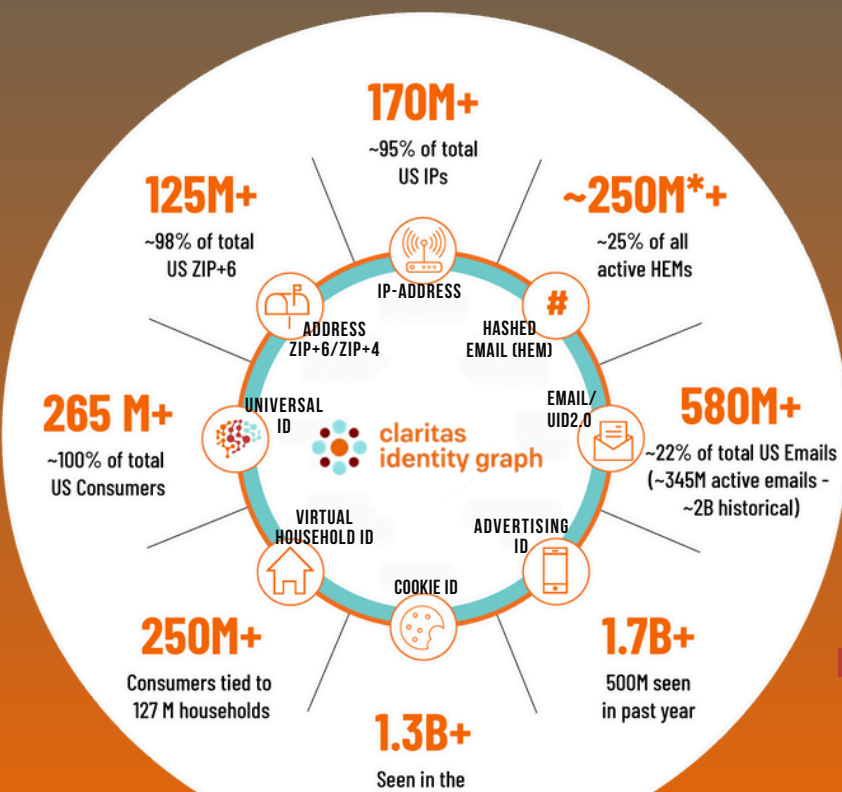 170M+
~95% of total
US IPs
~250M*+
~25% of all
active HEMs
580M+
~22% of total US Emails
(~345M active emails -
~2B historical)
1.7B+
500M seen
in past year
1.3B+
Seen in the
250M+
Consumers tied to
127 M households
265 M+
~100% of total
US Consumers
125M+
~98% of total
US ZIP+6
IP-ADDRESS
#
HASHED
EMAIL (HEM)
EMAIL/
UID2.0
ADVERTISING
ID
COOKIE ID
VIRTUAL
HOUSEHOLD ID
UNIVERSAL
ID
ADDRESS
ZIP+6/ZIP+4
claritas
identity graph